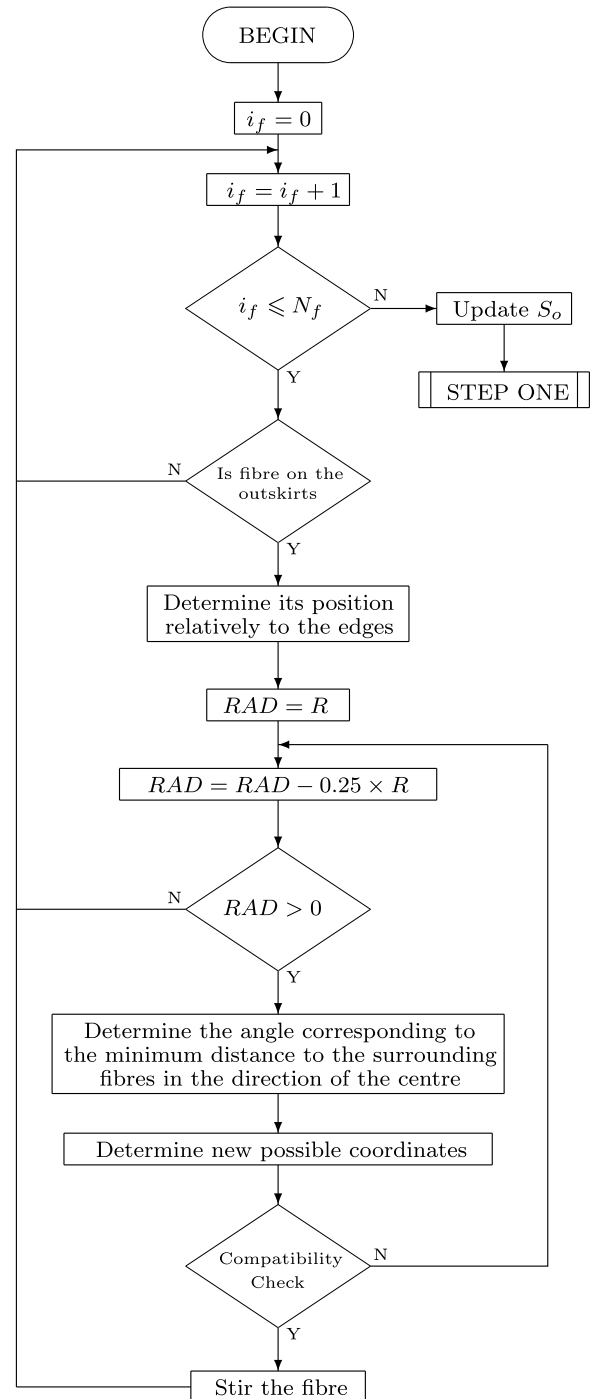 BEGIN
i_f = 0
i_f = i_f + 1
i_f ⩽ N_f
N
Update S_o
Y
STEP ONE
N
Is fibre on the
outskirts
Y
Determine its position
relatively to the edges
RAD = R
RAD = RAD − 0.25 × R
N
RAD > 0
Y
Determine the angle corresponding to
the minimum distance to the surrounding
fibres in the direction of the centre
Determine new possible coordinates
Compatibility
Check
N
Y
Stir the fibre